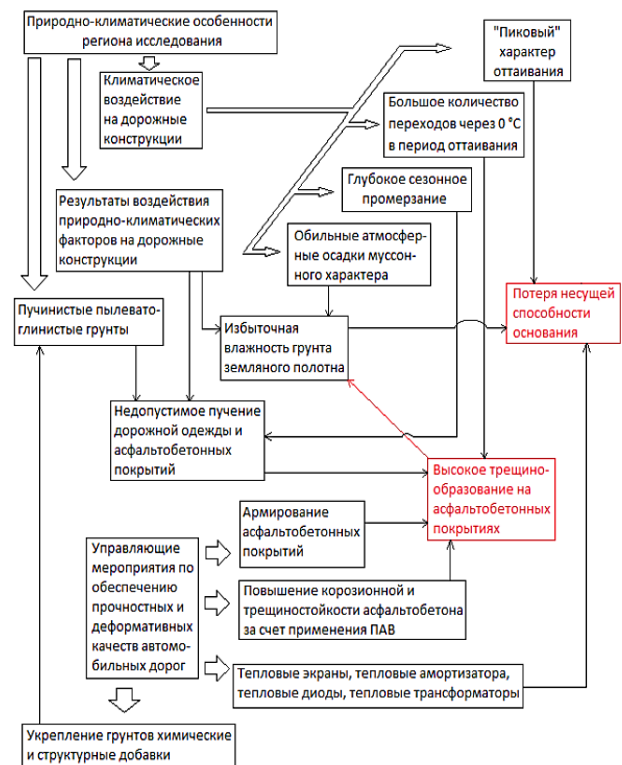 Природно-климатические особенности
региона исследования
"Пиковый"
характер
оттаивания
Климатическое
воздействие
на дорожные
конструкции
Большое количество
переходов через 0 °С
в период оттаивания
Глубокое сезонное
промерзание
Результаты воздействия
природно-климатических
факторов на дорожные
конструкции
Обильные атмосфер-
ные осадки муссон-
ного характера
Потеря несущей
способности
основания
Пучинистые пылевато-
глинистые грунты
Избыточная
влажность грунта
земляного полотна
Недопустимое пучение
дорожной одежды и
асфальтобетонных
покрытий
Высокое трещино-
образование на
асфальтобетонных
покрытиях
Армирование
асфальтобетонных
покрытий
Управляющие
мероприятия по
обеспечению
прочностных и
деформативных
качеств автомо-
бильных дорог
Повышение корозионной и
трещиностойкости асфальтобетона
за счет применения ПАВ
Тепловые экраны, тепловые амортизатора,
тепловые диоды, тепловые трансформаторы
Укрепление грунтов химические
и структурные добавки